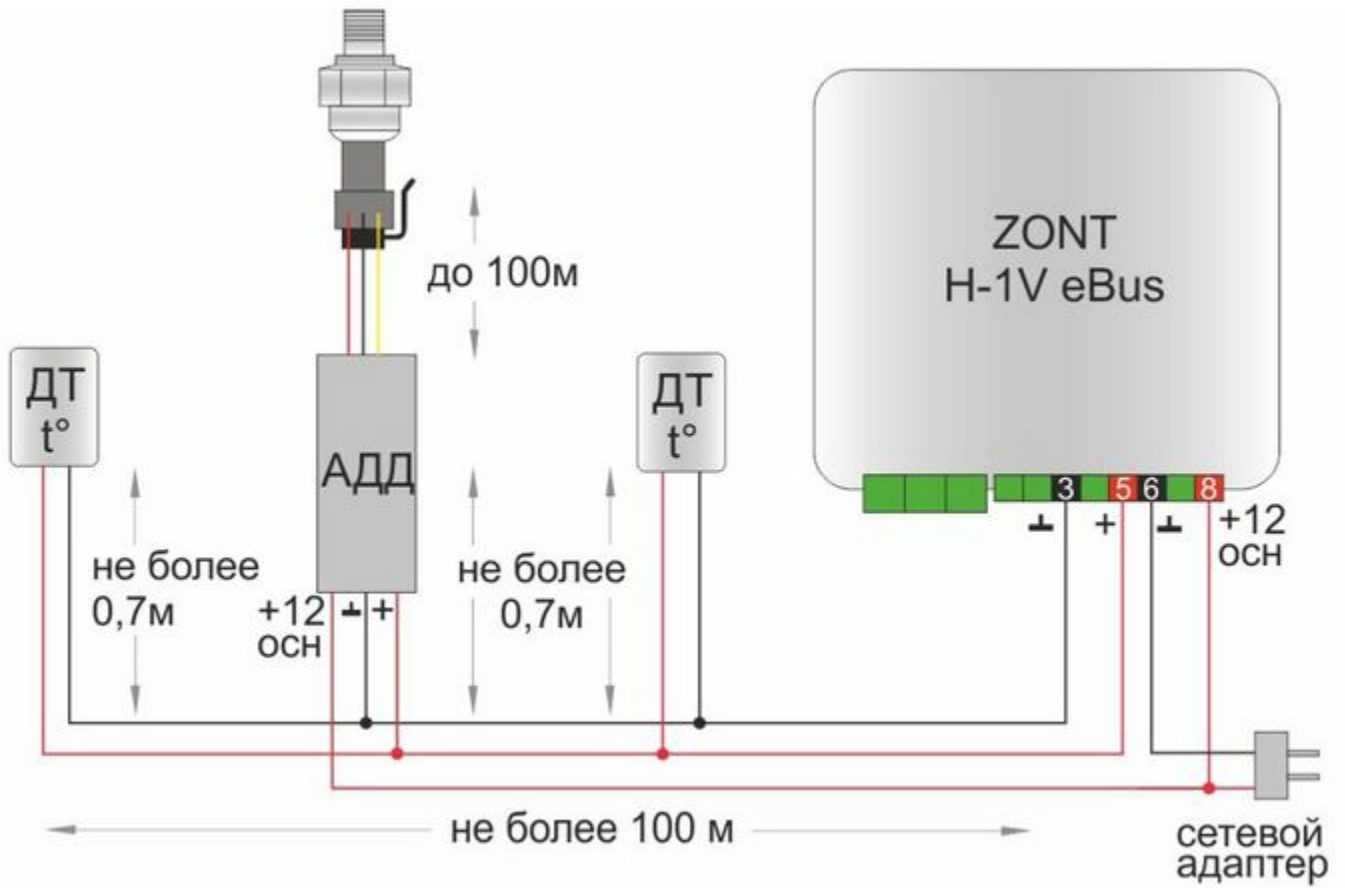 ZONT
H-1V eBus
до 100м
ДТ
t°
АДД
ДТ
t°
3
5
6
8
+
+12
осн
не более
0,7м
+12
осн
+
не более
0,7м
не более 100 м
сетевой
адаптер